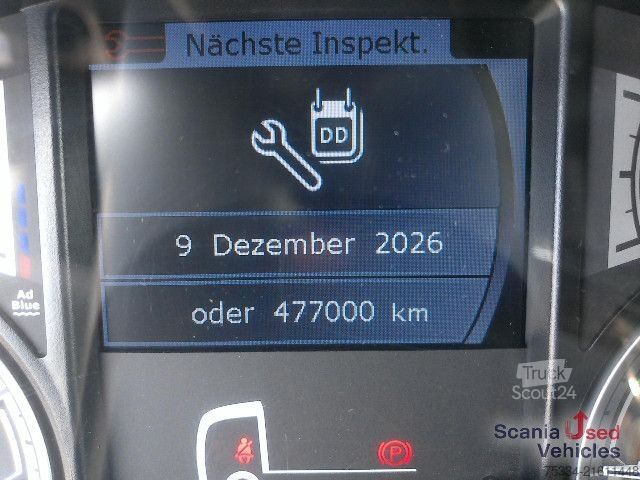 Nächste Inspekt.
DD
9 Dezember 2026
oder 477000 km
Ad
Blue
P
Truck
Scout24
Scania Used
Vehicles